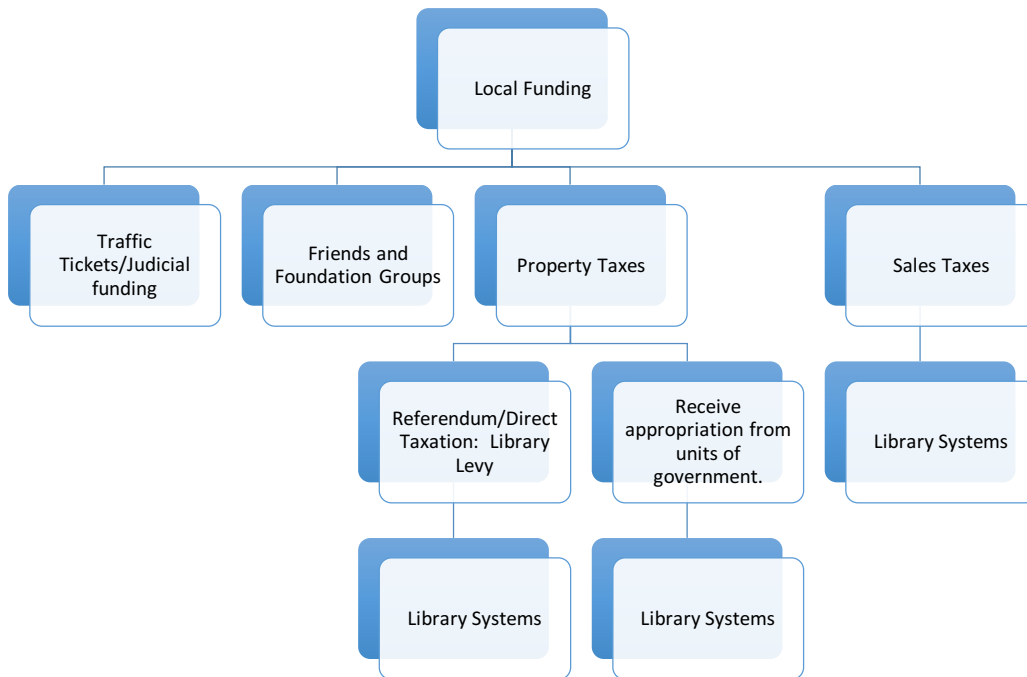 Local Funding
Traffic
Tickets/Judicial
funding
Friends and
Foundation Groups
Property Taxes
Sales Taxes
Referendum/Direct
Taxation: Library
Levy
Receive
appropriation from
units of
government.
Library Systems
Library Systems
Library Systems